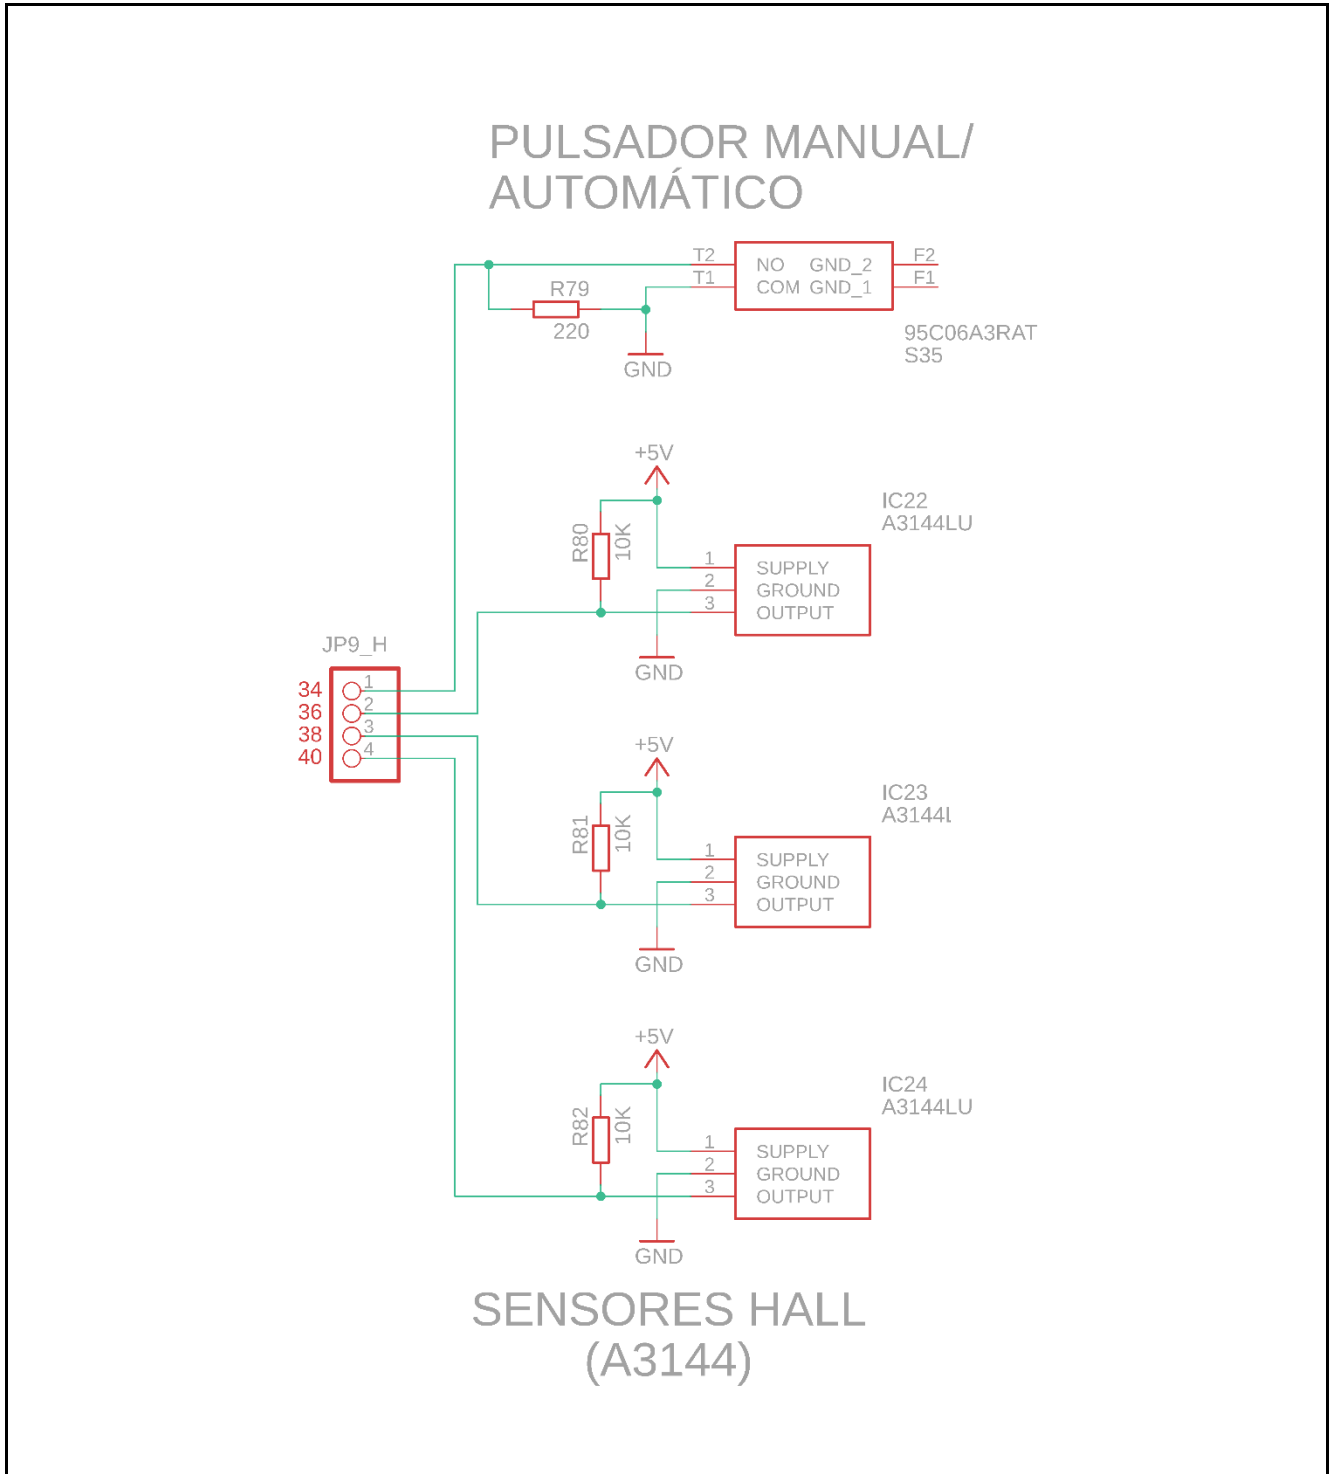 PULSADOR MANUAL/
AUTOMÁTICO
T2
NO GND_2
F2
T1
COM GND_1
F1
R79
220
GND
95C06A3RAT
S35
+5V
IC22
A3144LU
R80
10K
1
SUPPLY
2
GROUND
3
OUTPUT
GND
JP9_H
34
1
36
2
38
3
40
4
+5V
IC23
A3144L
R81
10K
1
SUPPLY
2
GROUND
3
OUTPUT
GND
+5V
IC24
A3144LU
R82
10K
1
SUPPLY
2
GROUND
3
OUTPUT
GND
SENSORES HALL
(A3144)